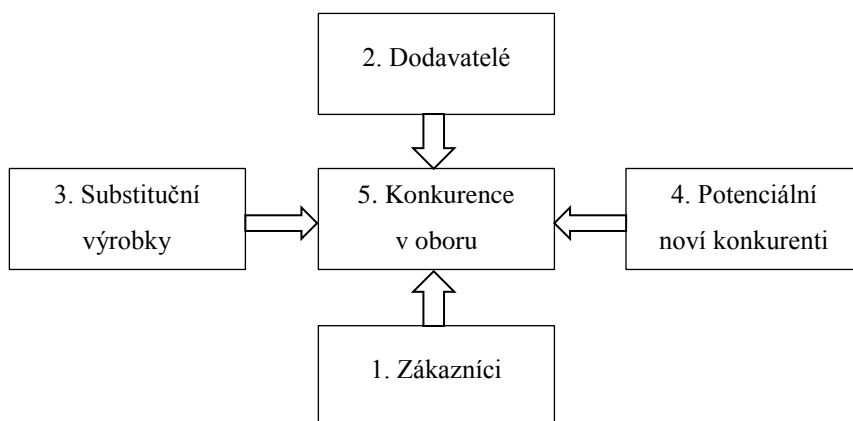 2. Dodavatelé
3. Substituční
výrobky
5. Konkurence
v oboru
4. Potenciální
noví konkurenti
1. Zákazníci